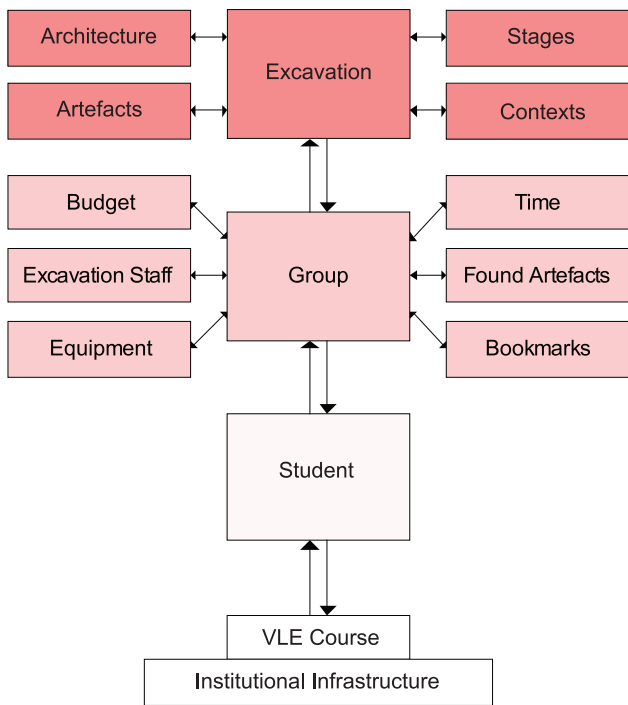 Architecture
Excavation
Stages
Artefacts
Contexts
Budget
Group
Time
Excavation Staff
Found Artefacts
Equipment
Bookmarks
Student
VLE Course
Institutional Infrastructure